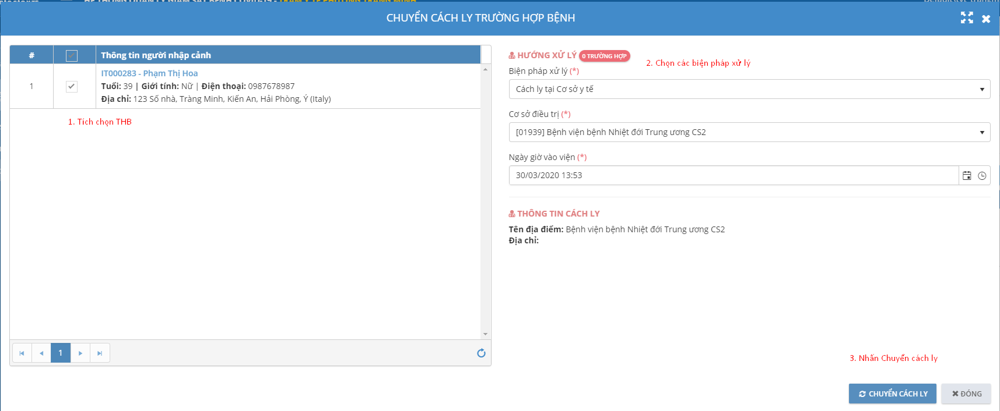 CHUYỂN CÁCH LY TRƯỜNG HỢP BỆNH
# Thông tin người nhập cảnh
1 IT000283 - Phạm Thị Hoa
Tuổi: 39 | Giới tính: Nữ | Điện thoại: 0987678987
Địa chỉ: 123 Số nhà, Tràng Minh, Kiến An, Hải Phòng, Ý (Italy)
1. Tích chọn THB
1
HƯỚNG XỬ LÝ 0 TRƯỜNG HỢP
2. Chọn các biện pháp xử lý
Biện pháp xử lý (*)
Cách ly tại Cơ sở y tế
Cơ sở điều trị (*)
[01939] Bệnh viện bệnh Nhiệt đới Trung ương CS2
Ngày giờ vào viện (*)
30/03/2020 13:53
THÔNG TIN CÁCH LY
Tên địa điểm: Bệnh viện bệnh Nhiệt đới Trung ương CS2
Địa chỉ:
3. Nhấn Chuyển cách ly
CHUYỂN CÁCH LY
ĐÓNG